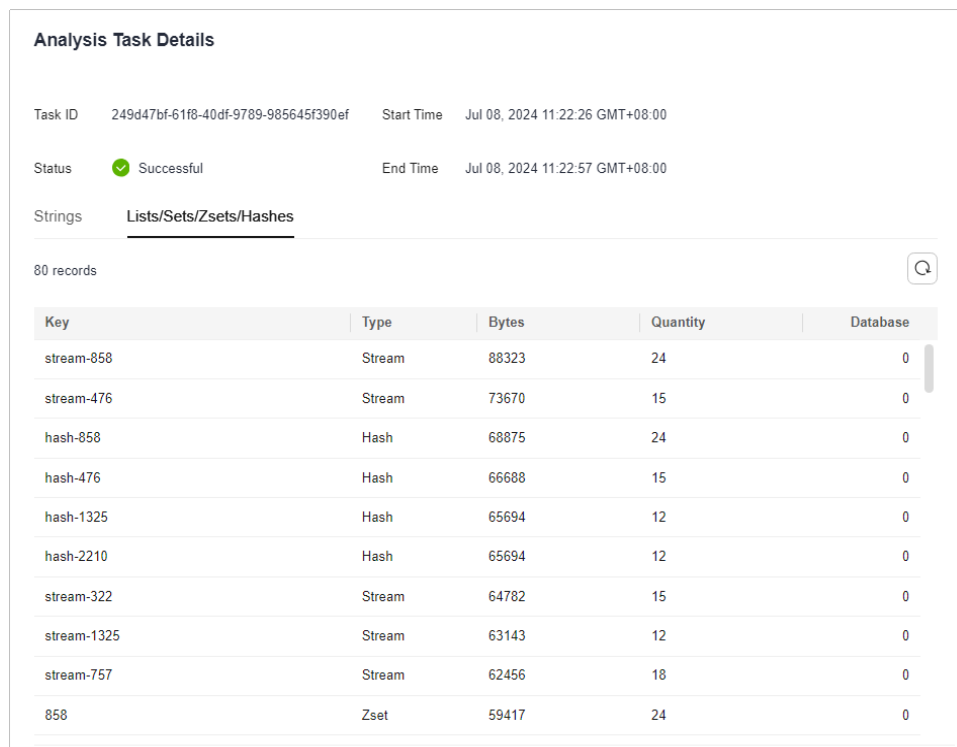 Analysis Task Details
Task ID 249d47bf-61f8-40df-9789-985645f390ef Start Time Jul 08, 2024 11:22:26 GMT+08:00
Status Successful End Time Jul 08, 2024 11:22:57 GMT+08:00
Strings Lists/Sets/Zsets/Hashes
80 records
Key Type Bytes Quantity Database
stream-858 Stream 88323 24 0
stream-476 Stream 73670 15 0
hash-858 Hash 68875 24 0
hash-476 Hash 66688 15 0
hash-1325 Hash 65694 12 0
hash-2210 Hash 65694 12 0
stream-322 Stream 64782 15 0
stream-1325 Stream 63143 12 0
stream-757 Stream 62456 18 0
858 Zset 59417 24 0